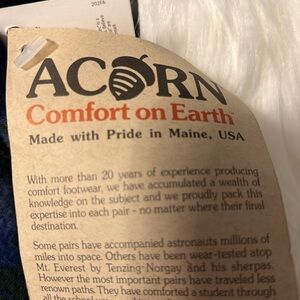 202FA
ACORN
Comfort on Earth
Made with Pride in Maine, USA
With more than 20 years of experience producing
comfort footwear, we have accumulated a wealth of
knowledge on the subject and we proudly pack this
expertise into each pair - no matter where their final
destination.
Some pairs have accompanied astronauts millions of
miles into space. Others have been wear-tested atop
Mt. Everest by Tenzing-Norgay and his sherpas.
However the most important pairs have traveled less
renown paths. They have comforted a student through